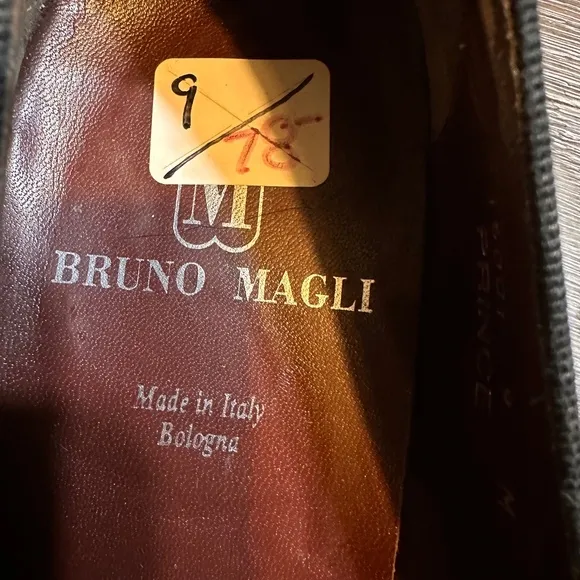 9
78
M
BRUNO MAGLI
Made in Italy
Bologna
PRINCE
M